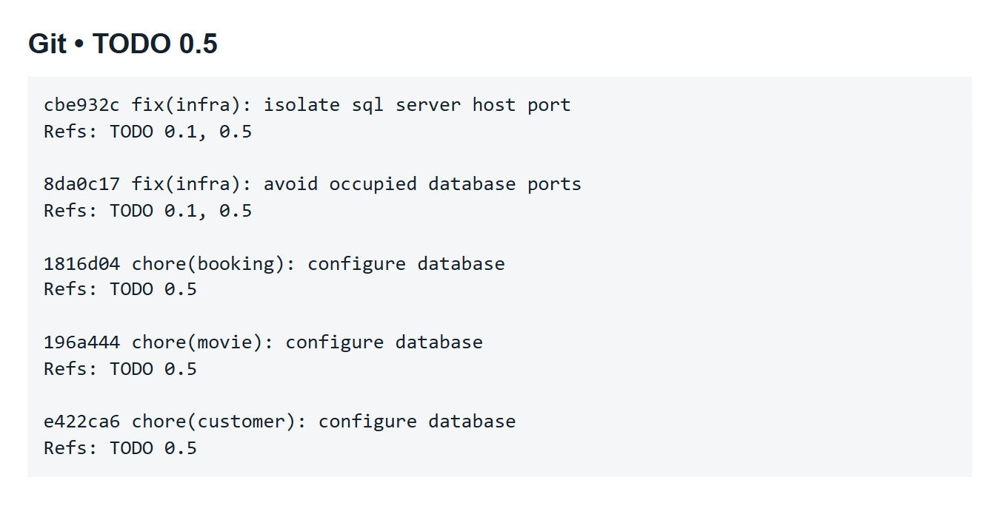 Git • TODO 0.5
cbe932c fix(infra): isolate sql server host port
Refs: TODO 0.1, 0.5
8da0c17 fix(infra): avoid occupied database ports
Refs: TODO 0.1, 0.5
1816d04 chore(booking): configure database
Refs: TODO 0.5
196a444 chore(movie): configure database
Refs: TODO 0.5
e422ca6 chore(customer): configure database
Refs: TODO 0.5